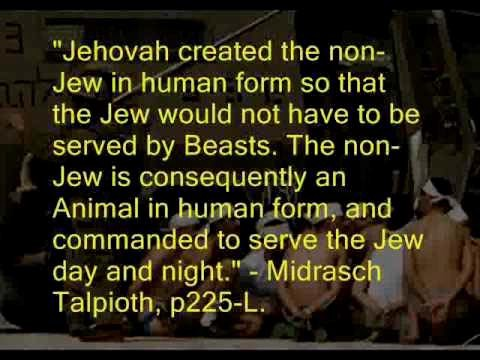 "Jehovah created the non-
Jew in human form so that
the Jew would not have to be
served by Beasts. The non-
Jew is consequently an
Animal in human form, and
commanded to serve the Jew
day and night." - Midrasch
Talpioth, p225-L.